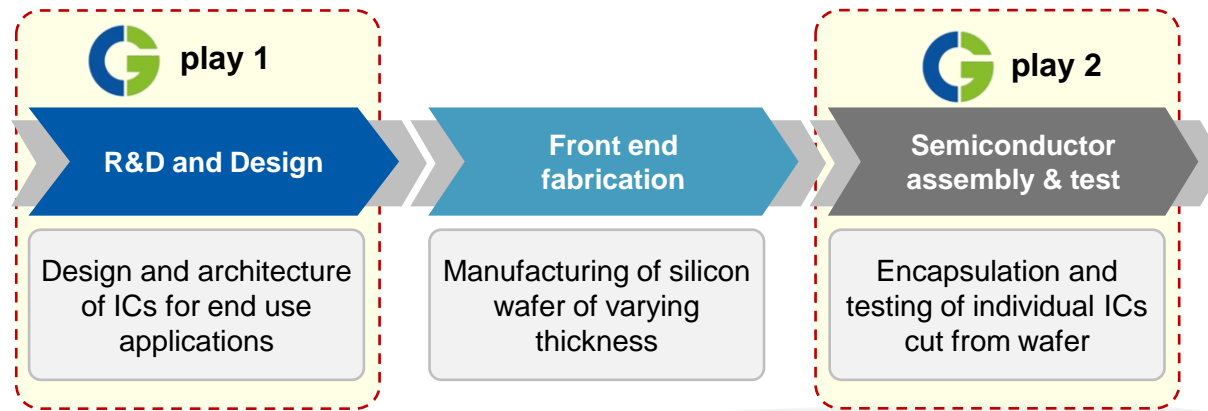 play 1
R&D and Design
Design and architecture
of ICs for end use
applications
Front end
fabrication
Manufacturing of silicon
wafer of varying
thickness
play 2
Semiconductor
assembly & test
Encapsulation and
testing of individual ICs
cut from wafer